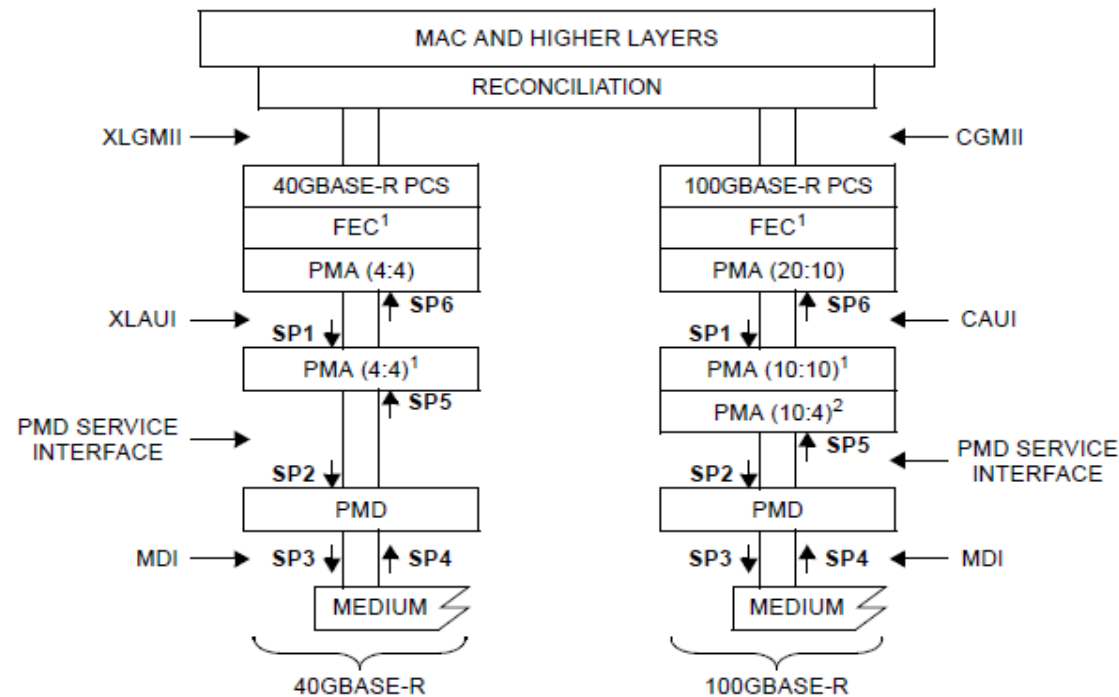 MAC AND HIGHER LAYERS
RECONCILIATION
XLGMII
CGMII
40GBASE-R PCS
100GBASE-R PCS
FEC¹
FEC¹
PMA (4:4)
PMA (20:10)
SP6
SP6
XLAUI
CAUI
SP1
SP1
PMA (4:4)¹
PMA (10:10)¹
SP5
PMA (10:4)²
PMD SERVICE
INTERFACE
SP5
PMD SERVICE
INTERFACE
SP2
SP2
PMD
PMD
MDI
SP3
SP4
SP3
SP4
MDI
MEDIUM
MEDIUM
40GBASE-R
100GBASE-R